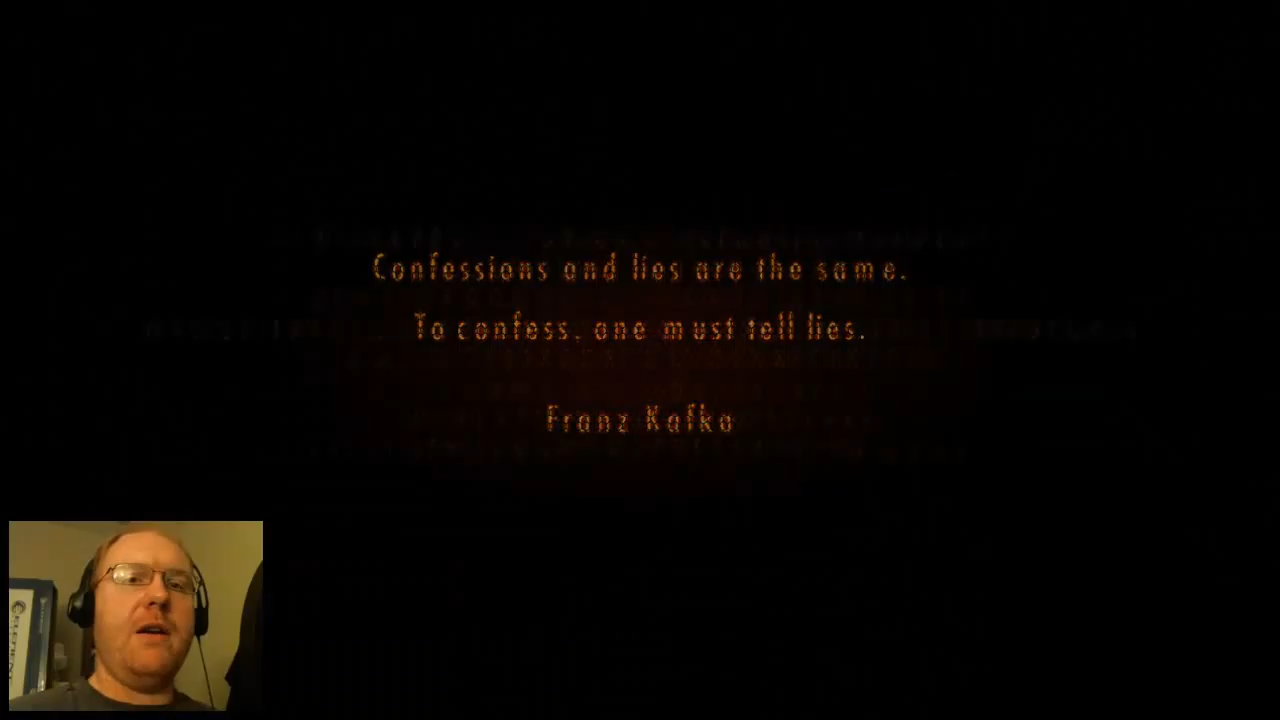 Confessions and lies are the same.
To confess, one must tell lies.
Franz Kafka